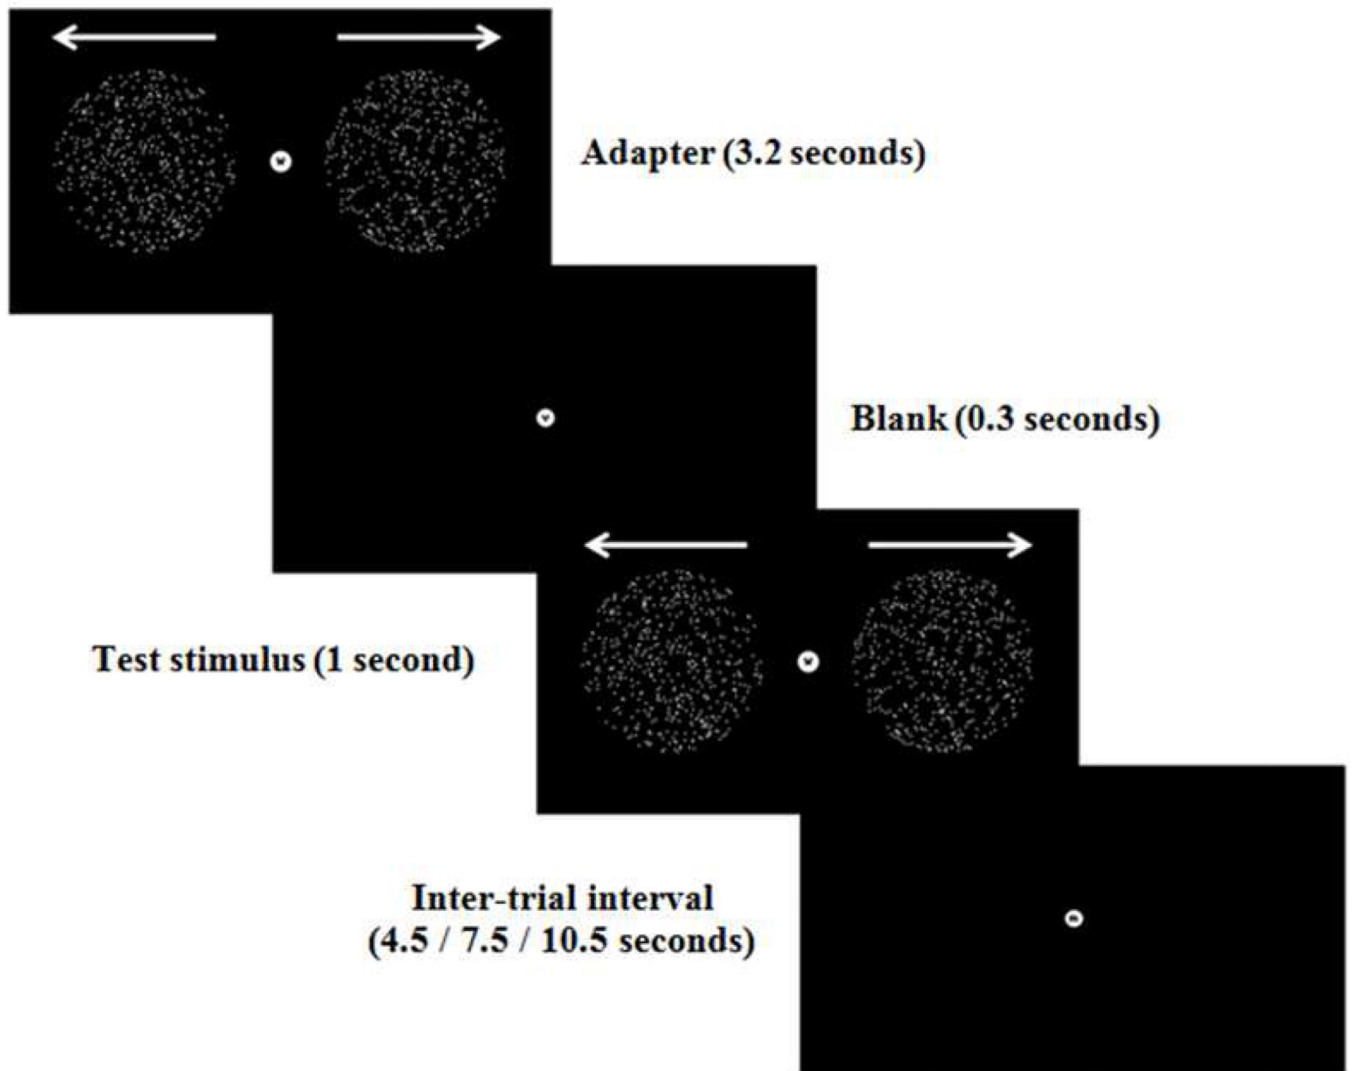 Adapter (3.2 seconds)
Blank (0.3 seconds)
Test stimulus (1 second)
Inter-trial interval
(4.5 / 7.5 / 10.5 seconds)